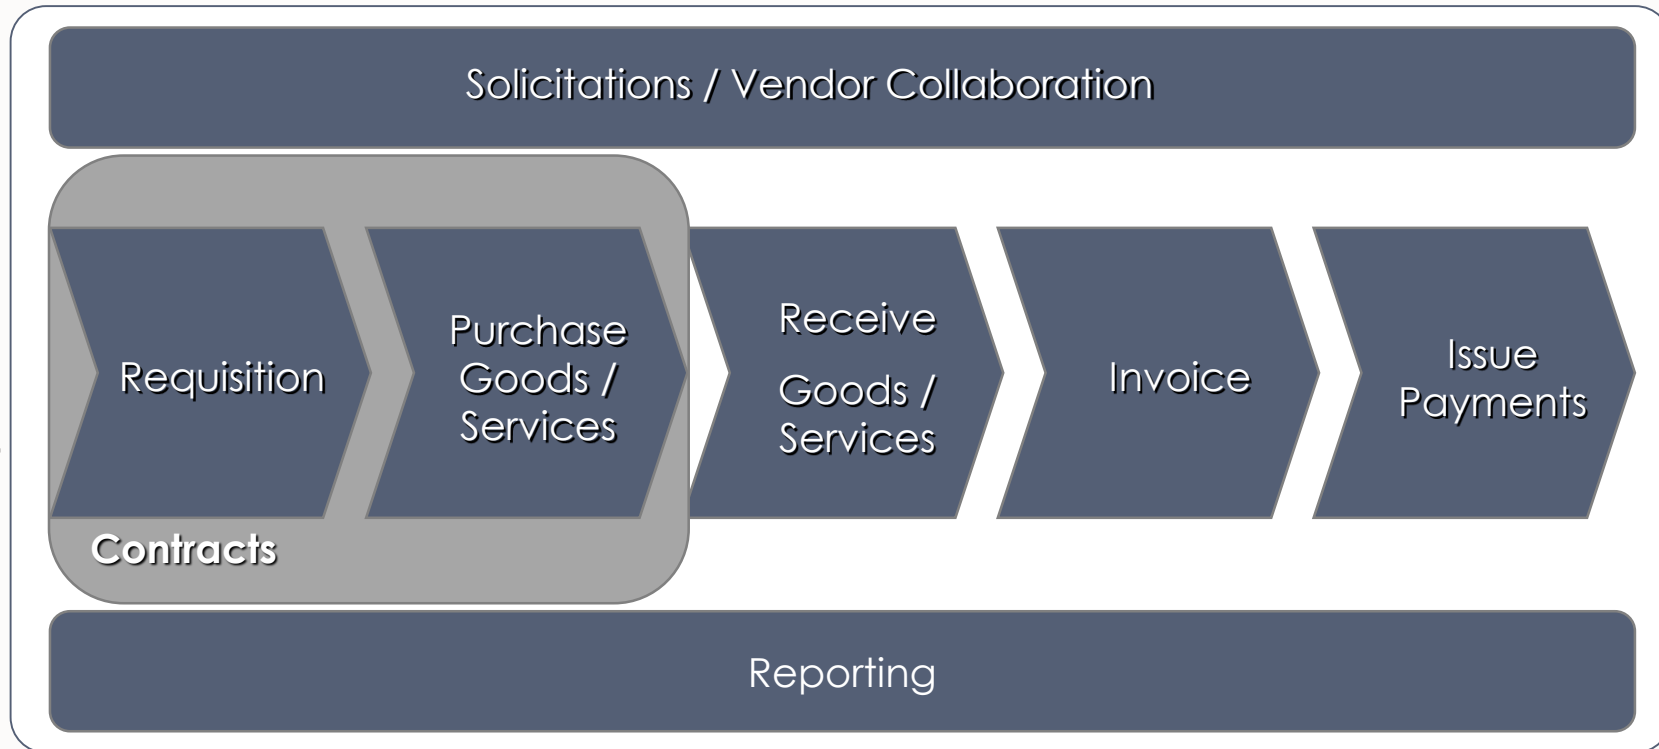 Solicitations / Vendor Collaboration
Requisition
Purchase
Goods /
Services
Receive
Goods /
Services
Invoice
Issue
Payments
Contracts
Reporting